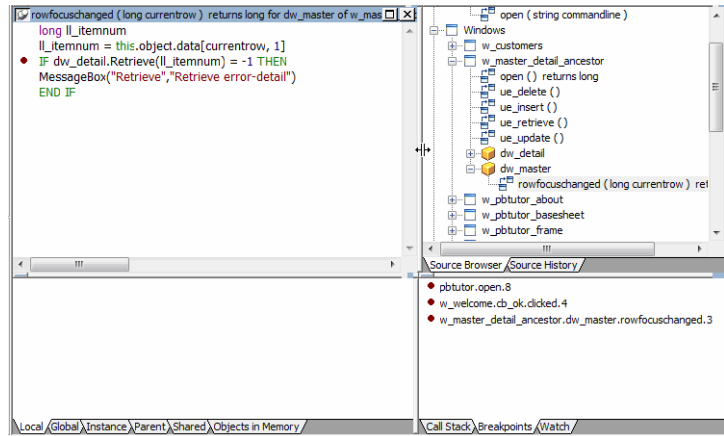 rowfocuschanged ( long currentrow ) returns long for dw_master of w_mas
long ll_itemnum
ll_itemnum = this.object.data[currentrow, 1]
IF dw_detail.Retrieve(ll_itemnum) = -1 THEN
MessageBox("Retrieve","Retrieve error-detail")
END IF
open ( string commandline )
Windows
w_customers
w_master_detail_ancestor
open () returns long
ue_delete ()
ue_insert ()
ue_retrieve ()
ue_update ()
dw_detail
dw_master
rowfocuschanged ( long currentrow ) ret
w_pbtutor_about
w_pbtutor_basesheet
w_pbtutor_frame
Source Browser Source History
pbtutor.open.8
w_welcome.cb_ok.clicked.4
w_master_detail_ancestor.dw_master.rowfocuschanged.3
Local Global Instance Parent Shared Objects in Memory
Call Stack Breakpoints Watch